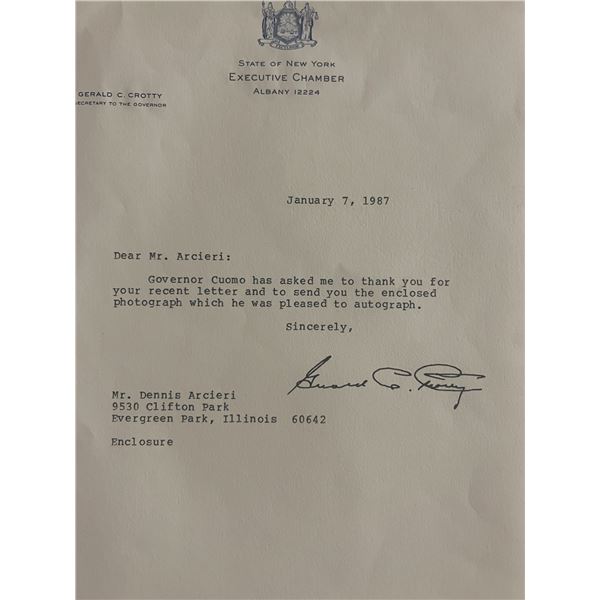 EXCELSIOR
STATE OF NEW YORK
EXECUTIVE CHAMBER
ALBANY 12224
GERALD C. CROTTY
SECRETARY TO THE GOVERNOR
January 7, 1987
Dear Mr. Arcieri:
Governor Cuomo has asked me to thank you for
your recent letter and to send you the enclosed
photograph which he was pleased to autograph.
Sincerely,
Gerard C. Crotty
Mr. Dennis Arcieri
9530 Clifton Park
Evergreen Park, Illinois 60642
Enclosure